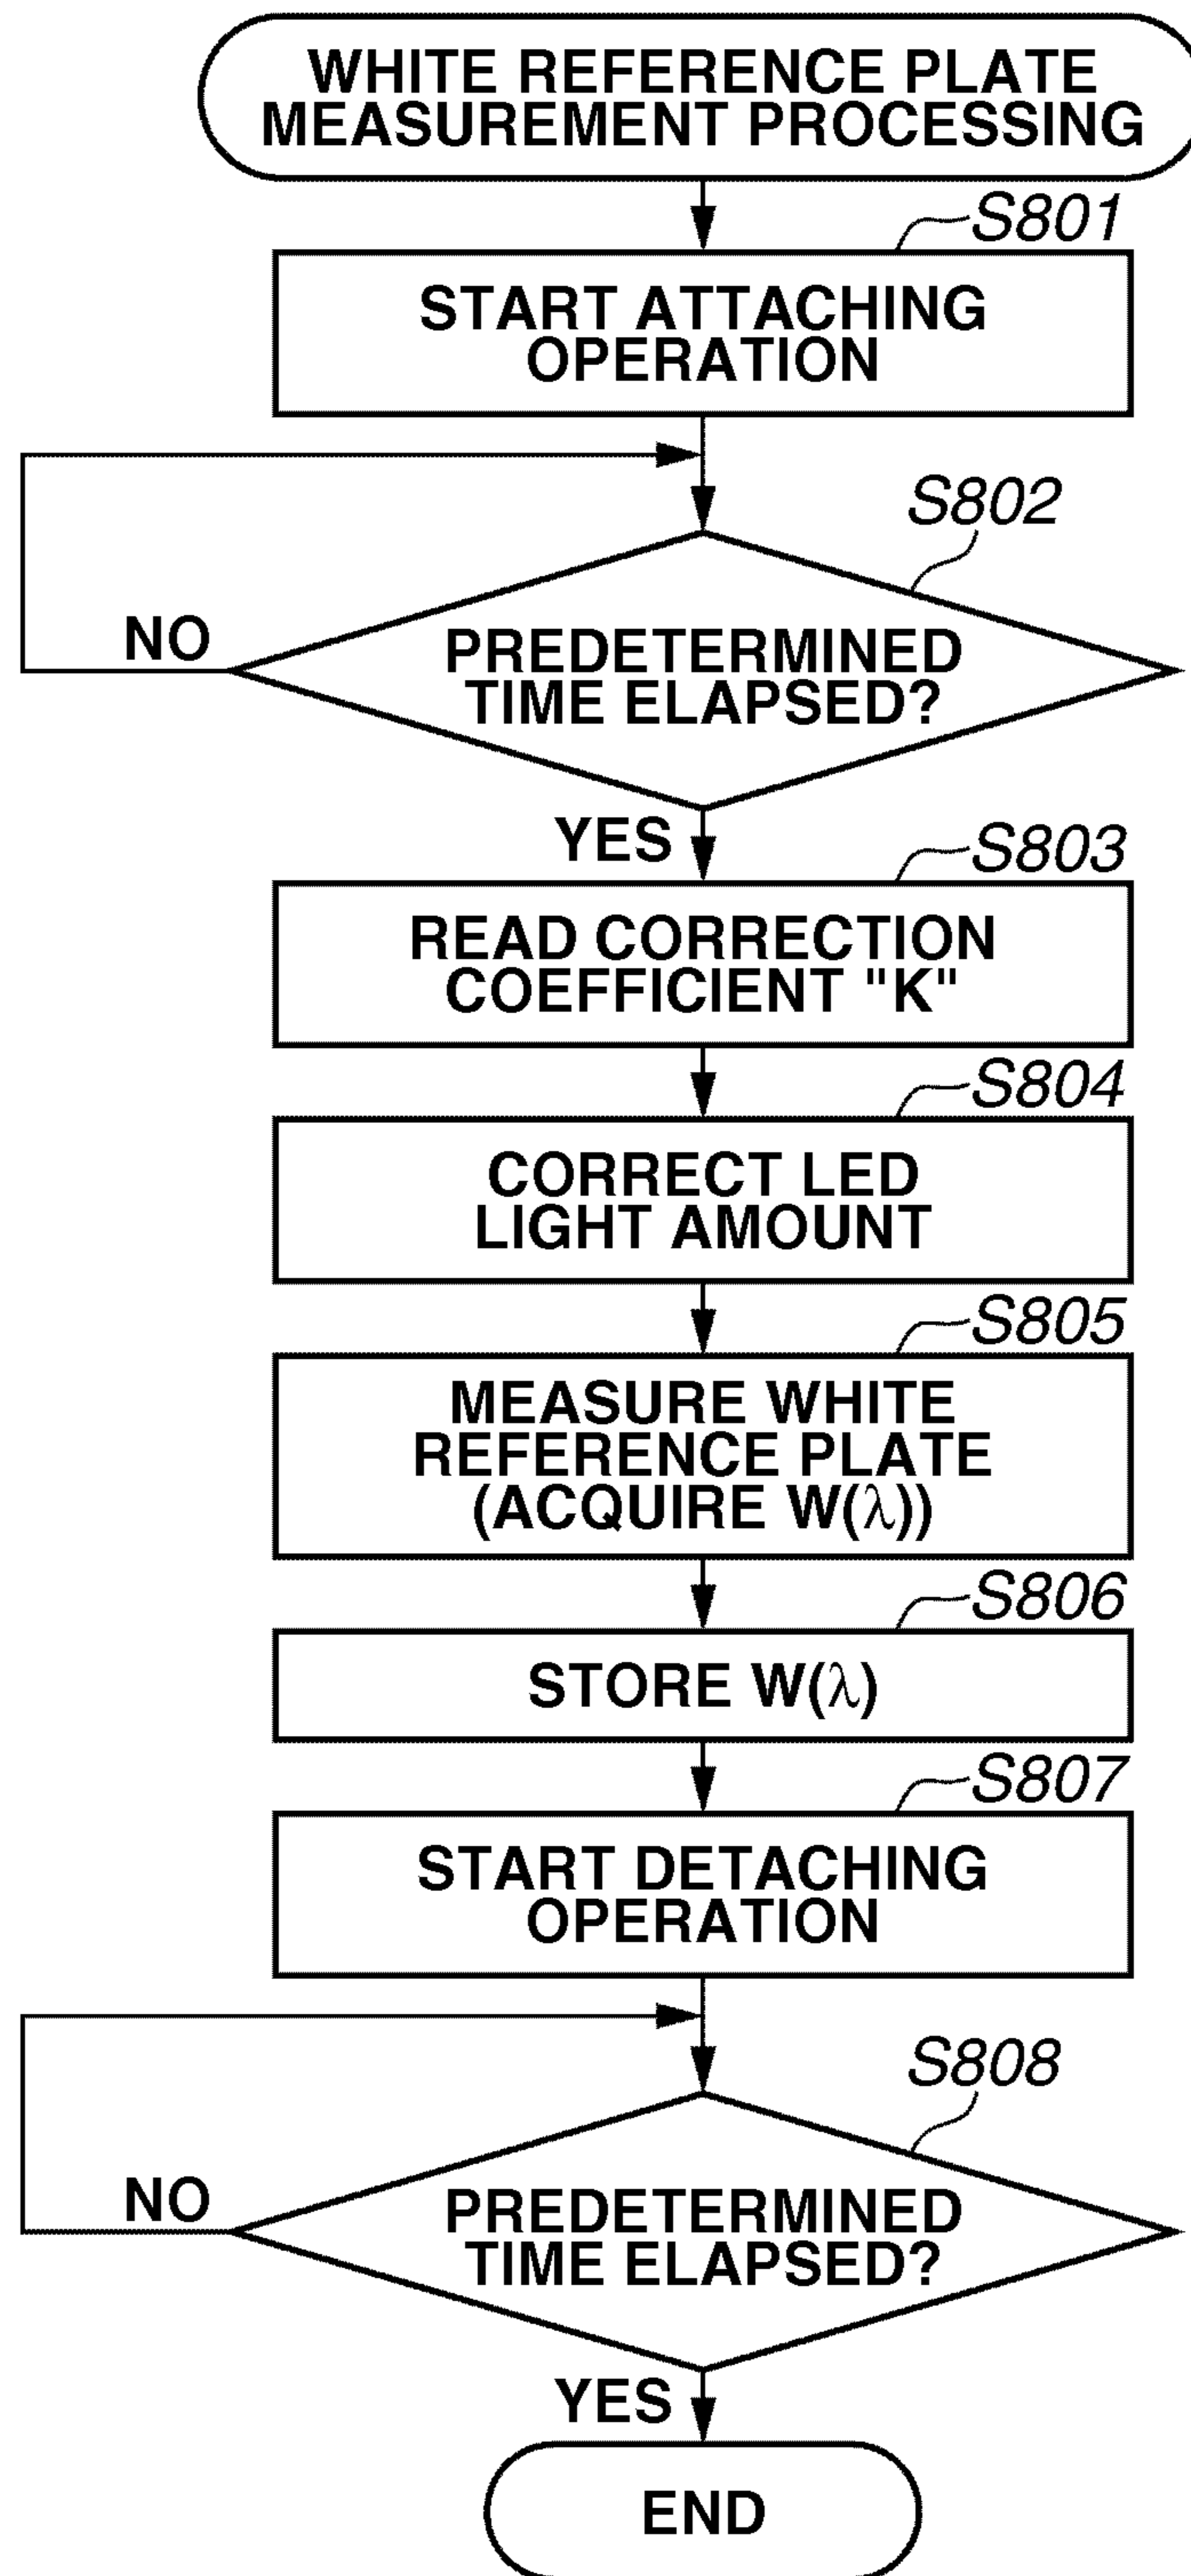 WHITE REFERENCE PLATE
MEASUREMENT PROCESSING
S801
START ATTACHING
OPERATION
S802
NO
PREDETERMINED
TIME ELAPSED?
YES
S803
READ CORRECTION
COEFFICIENT "K"
S804
CORRECT LED
LIGHT AMOUNT
S805
MEASURE WHITE
REFERENCE PLATE
(ACQUIRE W(λ))
S806
STORE W(λ)
S807
START DETACHING
OPERATION
S808
NO
PREDETERMINED
TIME ELAPSED?
YES
END